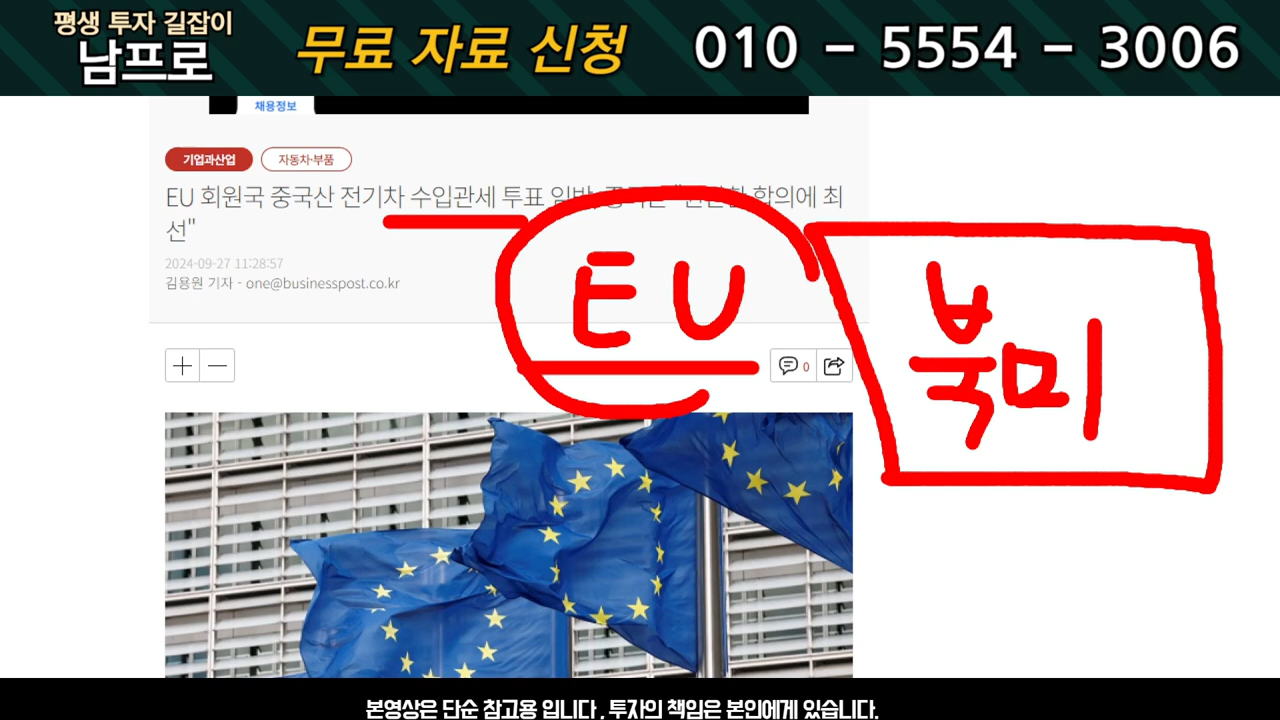 평생 투자 길잡이
남프로
무료 자료 신청
010 - 5554 - 3006
채용정보
기업과산업
자동차·부품
EU 회원국 중국산 전기차 수입관세 투표 합의에 최
선"
2024-09-27 11:28:57
김용원 기자 - one@businesspost.co.kr
EU
북미
0
본영상은 단순 참고용 입니다, 투자의 책임은 본인에게 있습니다.